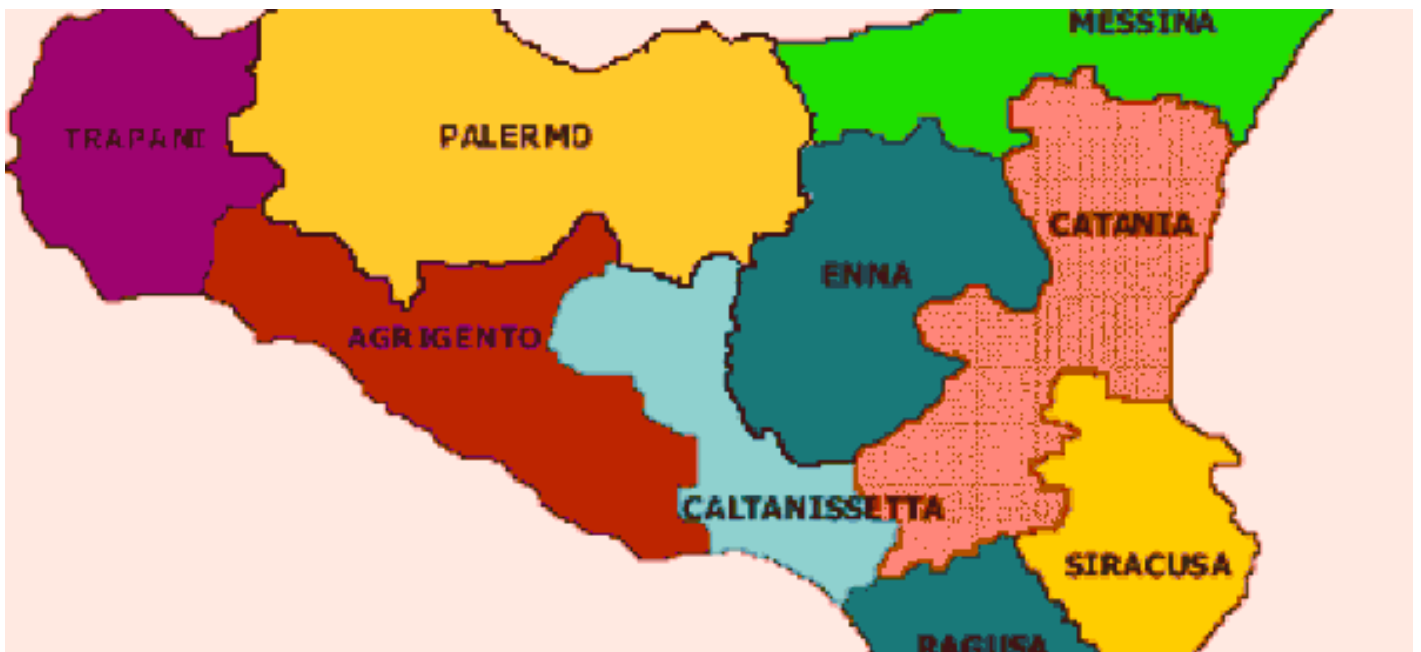 MESSINA
TRAPANI
PALERMO
CATANIA
ENNA
AGRIGENTO
CALTANISSETTA
SIRACUSA
RAGUSA